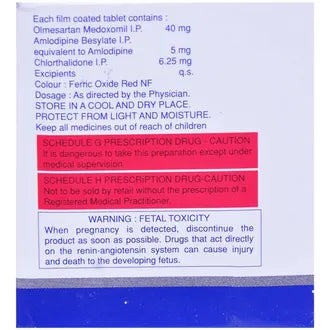 Each film coated tablet contains :
Olmesartan Medoxomil I.P. 40 mg
Amlodipine Besylate I.P.
equivalent to Amlodipine 5 mg
Chlorthalidone I.P. 6.25 mg
Excipients q.s.
Colour : Ferric Oxide Red NF
Dosage : As directed by the Physician.
STORE IN A COOL AND DRY PLACE.
PROTECT FROM LIGHT AND MOISTURE.
Keep all medicines out of reach of children
SCHEDULE G PRESCRIPTION DRUG - CAUTION
It is dangerous to take this preparation except under
medical supervision.
SCHEDULE H PRESCRIPTION DRUG-CAUTION
Not to be sold by retail without the prescription of a
Registered Medical Practitioner.
WARNING : FETAL TOXICITY
When pregnancy is detected, discontinue the
product as soon as possible. Drugs that act directly
on the renin-angiotensin system can cause injury
and death to the developing fetus.